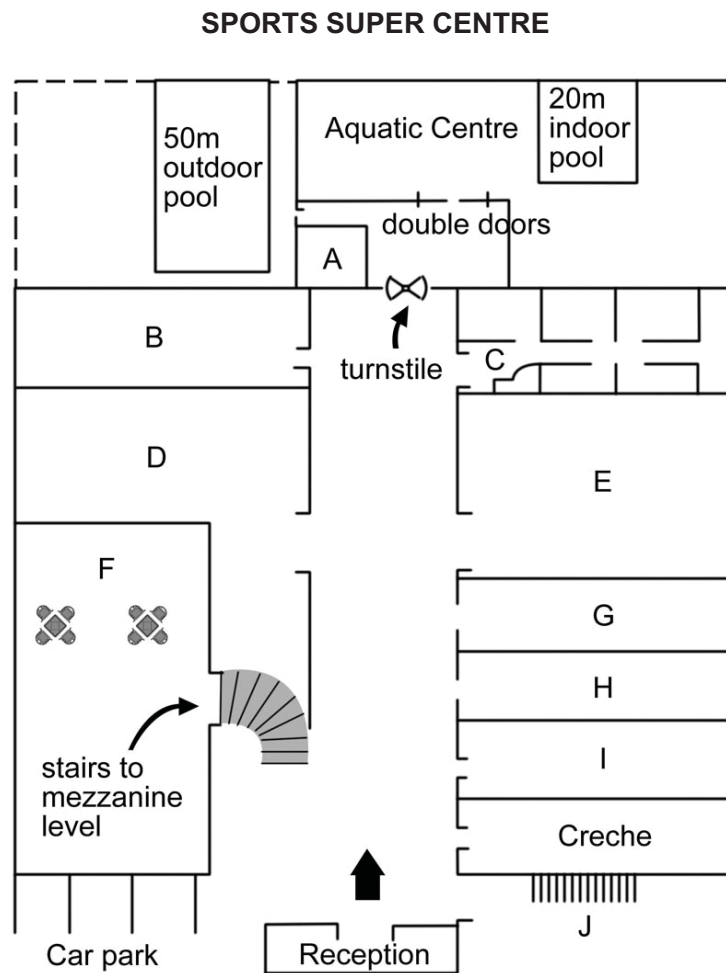 SPORTS SUPER CENTRE
50m
outdoor
pool
Aquatic Centre
20m
indoor
pool
double doors
A
B
turnstile
C
D
E
F
G
H
I
stairs to
mezzanine
level
Creche
J
Car park
Reception